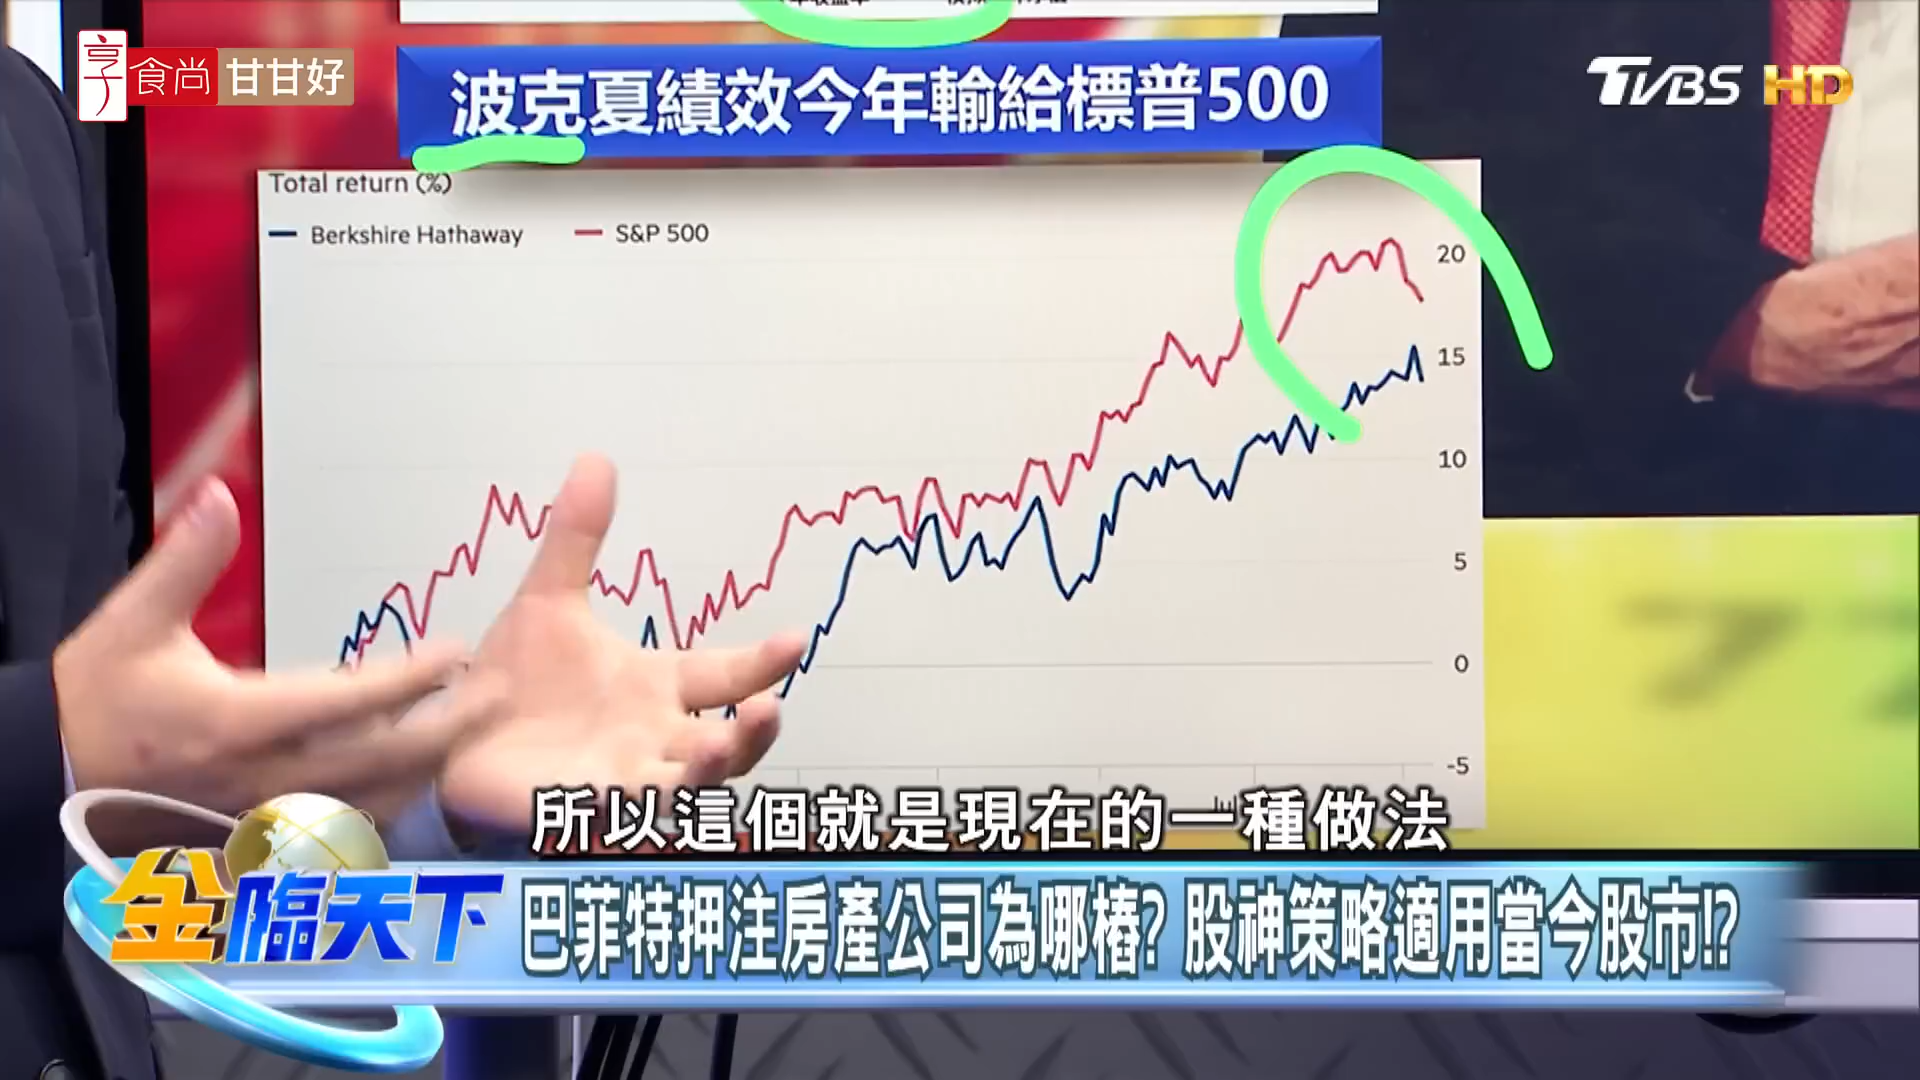 享 食尚 甘甘好
TVBS HD
波克夏績效今年輸給標普500
Total return (%)
Berkshire Hathaway
S&P 500
20
15
10
5
0
-5
所以這個就是現在的一種做法
金臨天下
巴菲特押注房產公司為哪樁? 股神策略適用當今股市!?